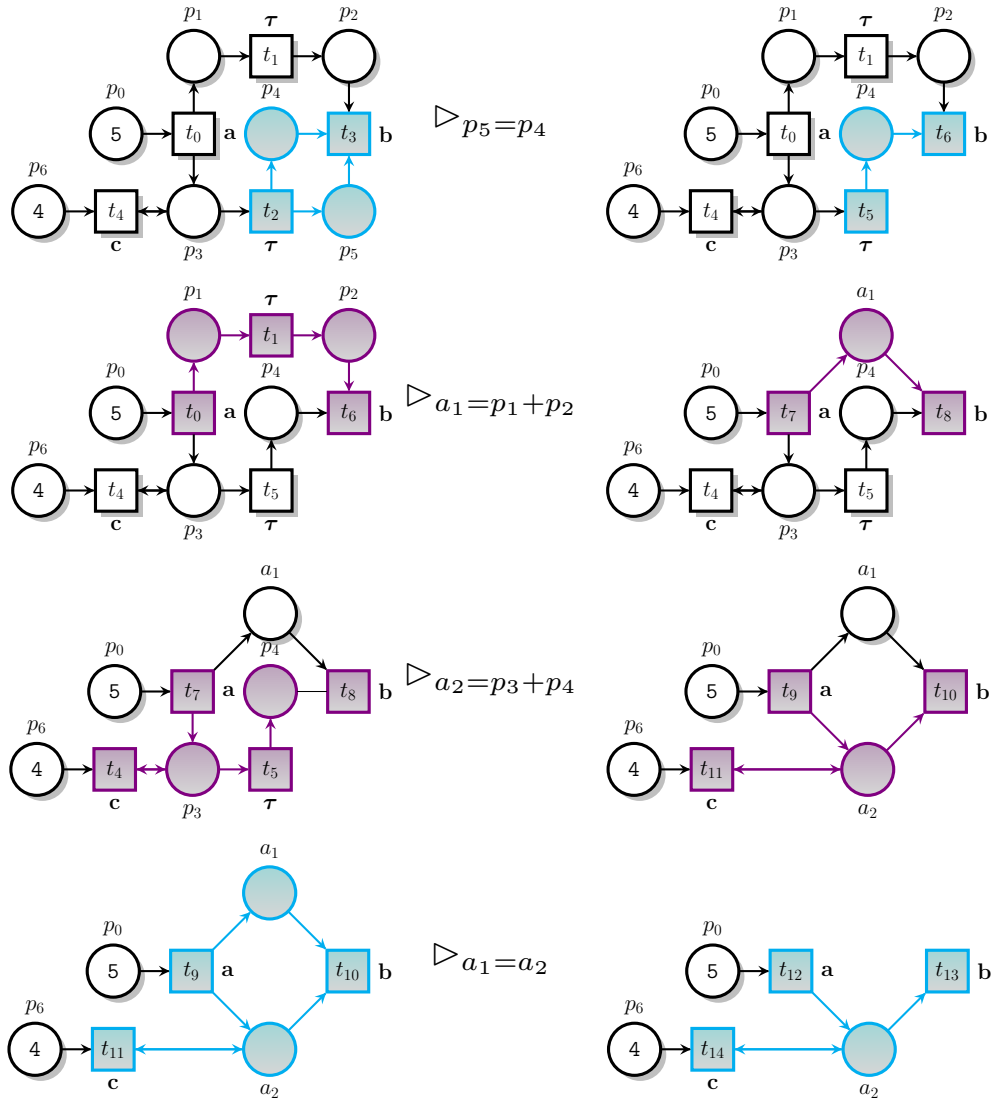 p1 τ p2 p1 τ p2
t1 t1
p0 p4 p0 p4
5 t0 a t3 b ▷p5=p4 5 t0 a t6 b
p6 p6
4 t4 t2 4 t4 t5
c p3 τ p5 c p3 τ
p1 τ p2 a1
t1
p0 p4 p0 p4
5 t0 a t6 b ▷a1=p1+p2 5 t7 a t8 b
p6 p6
4 t4 t5 4 t4 t5
c p3 τ c p3 τ
a1 a1
p0 p4 p0
5 t7 a t8 b ▷a2=p3+p4 5 t9 a t10 b
p6 p6
4 t4 t5 4 t11
c p3 τ c a2
a1
p0 p0
5 t9 a t10 b ▷a1=a2 5 t12 a t13 b
p6 p6
4 t11 4 t14
c a2 c a2